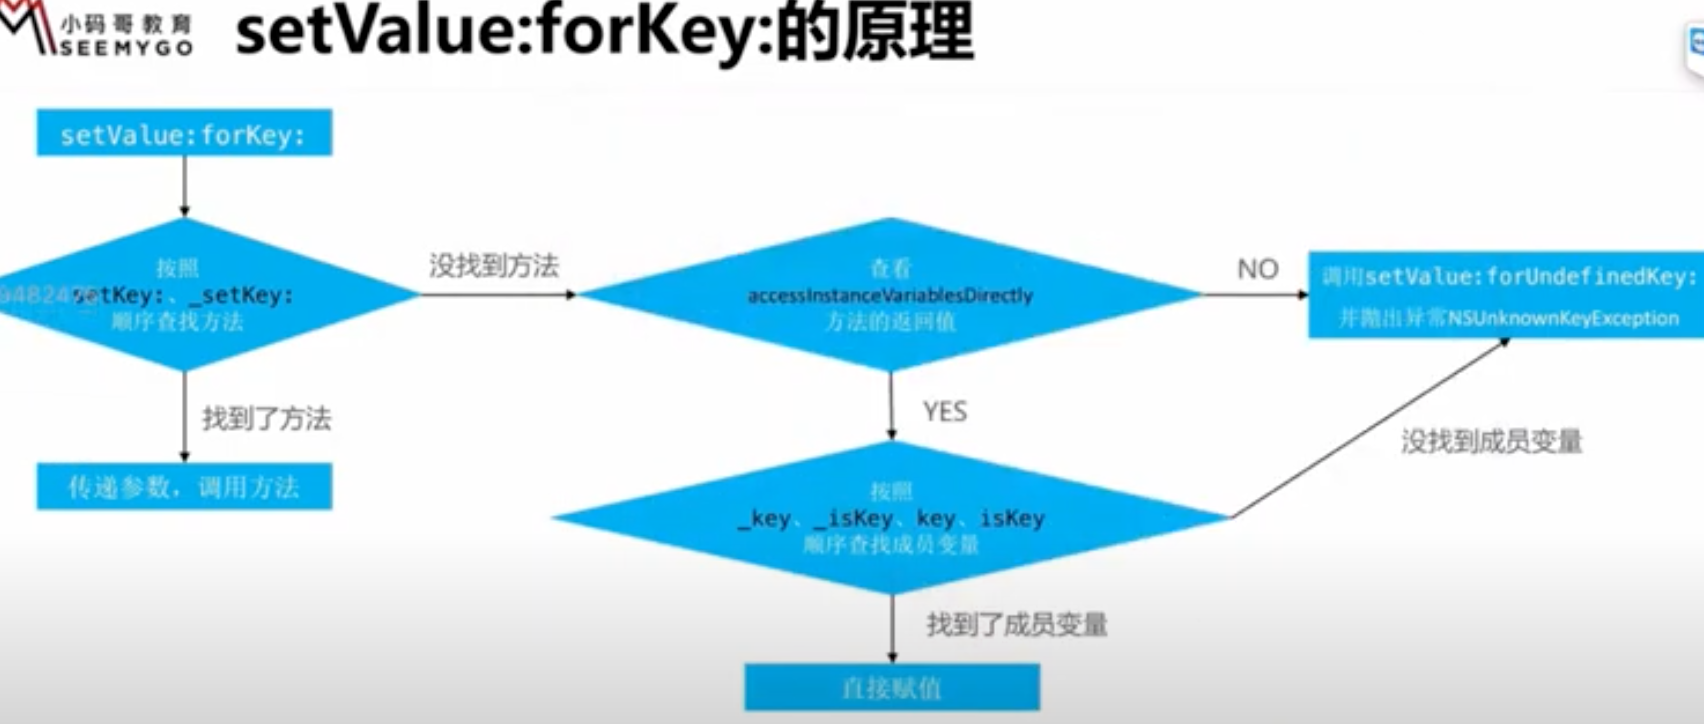 小码哥教育
SEEMYGO
setValue:forKey:的原理
setValue:forKey:
按照
setKey:、_setKey:
顺序查找方法
没找到方法
查看
accessInstanceVariablesDirectly
方法的返回值
NO
调用setValue:forUndefinedKey:
并抛出异常NSUnknownKeyException
找到了方法
传递参数，调用方法
YES
按照
_key、_isKey、key、isKey
顺序查找成员变量
没找到成员变量
找到了成员变量
直接赋值